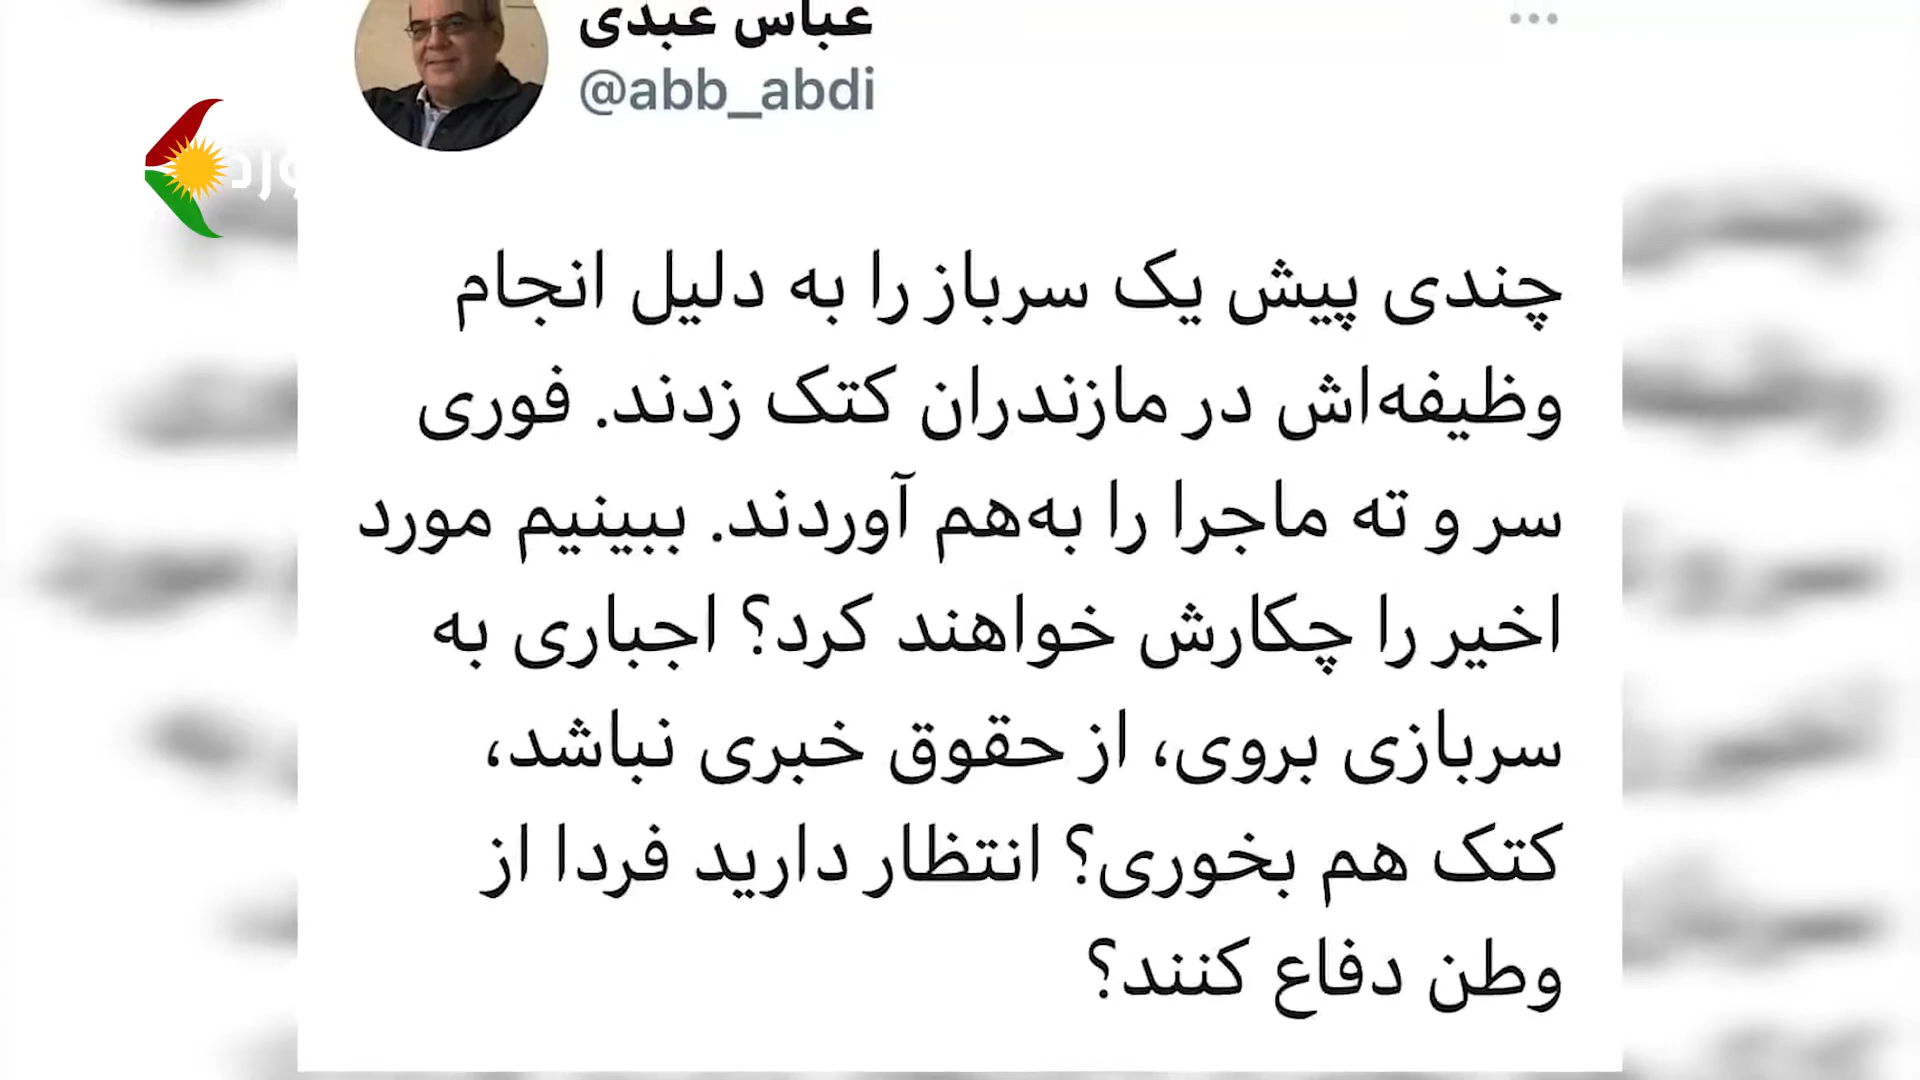 عباس عبدی
@abb_abdi
چندی پیش یک سرباز را به دلیل انجام
وظیفه‌اش در مازندران کتک زدند. فوری
سر و ته ماجرا را به‌هم آوردند. ببینیم مورد
اخیر را چکارش خواهند کرد؟ اجباری به
سربازی بروی، از حقوق خبری نباشد،
کتک هم بخوری؟ انتظار دارید فردا از
وطن دفاع کنند؟